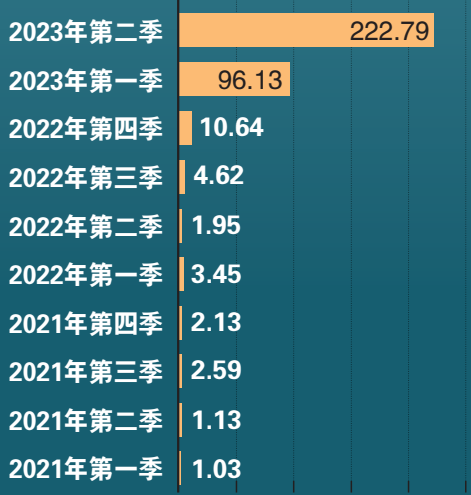 2023年第二季 222.79
2023年第一季 96.13
2022年第四季 10.64
2022年第三季 4.62
2022年第二季 1.95
2022年第一季 3.45
2021年第四季 2.13
2021年第三季 2.59
2021年第二季 1.13
2021年第一季 1.03